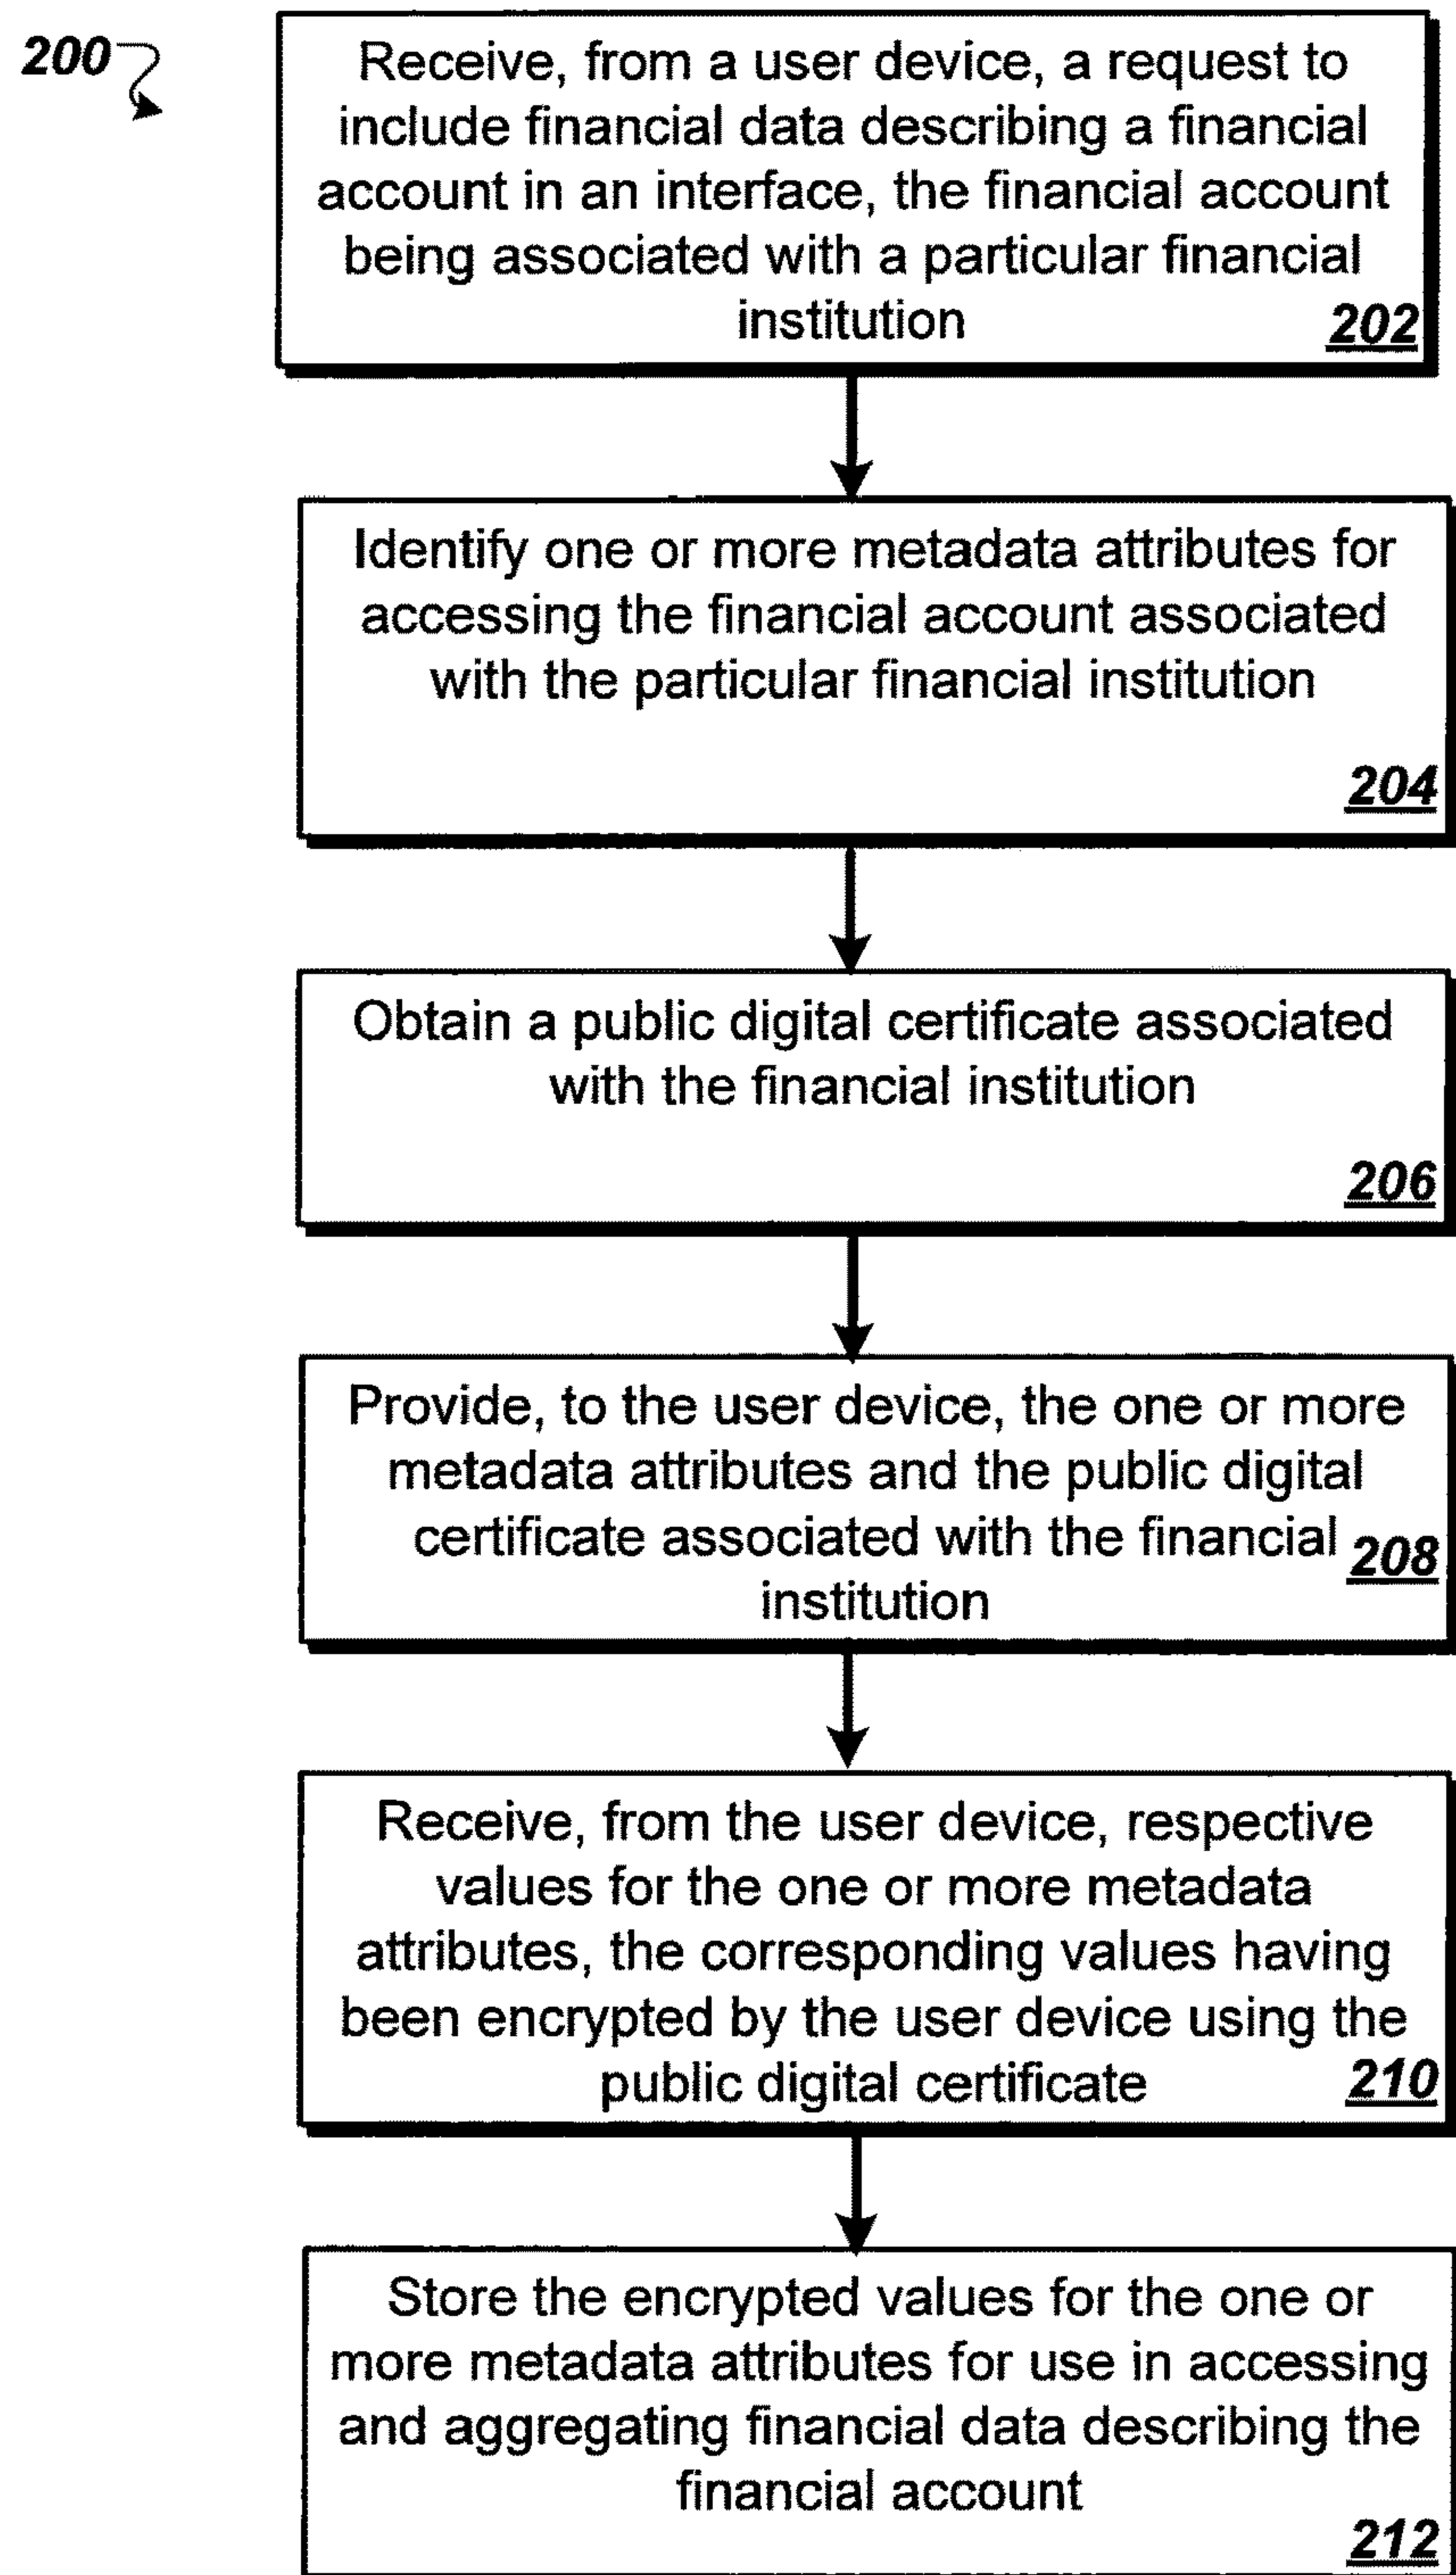 200
Receive, from a user device, a request to
include financial data describing a financial
account in an interface, the financial account
being associated with a particular financial
institution
202
Identify one or more metadata attributes for
accessing the financial account associated
with the particular financial institution
204
Obtain a public digital certificate associated
with the financial institution
206
Provide, to the user device, the one or more
metadata attributes and the public digital
certificate associated with the financial
institution
208
Receive, from the user device, respective
values for the one or more metadata
attributes, the corresponding values having
been encrypted by the user device using the
public digital certificate
210
Store the encrypted values for the one or
more metadata attributes for use in accessing
and aggregating financial data describing the
financial account
212